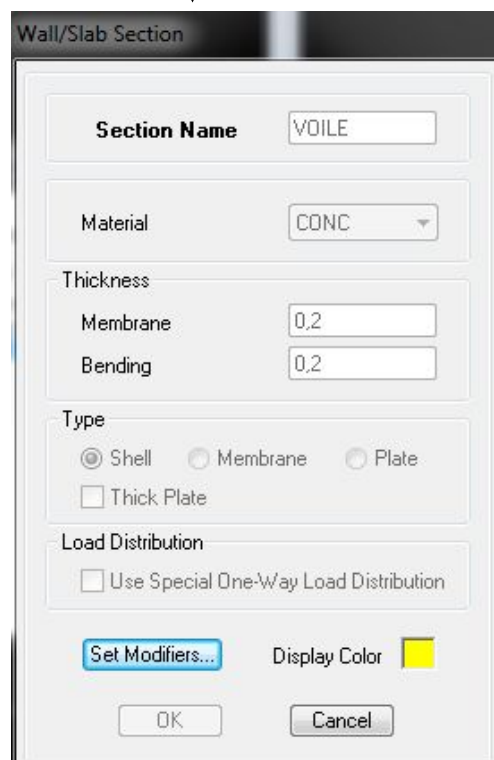 Wall/Slab Section
Section Name VOILE
Material CONC
Thickness
Membrane 0,2
Bending 0,2
Type
Shell Membrane Plate
Thick Plate
Load Distribution
Use Special One-Way Load Distribution
Set Modifiers... Display Color
OK Cancel